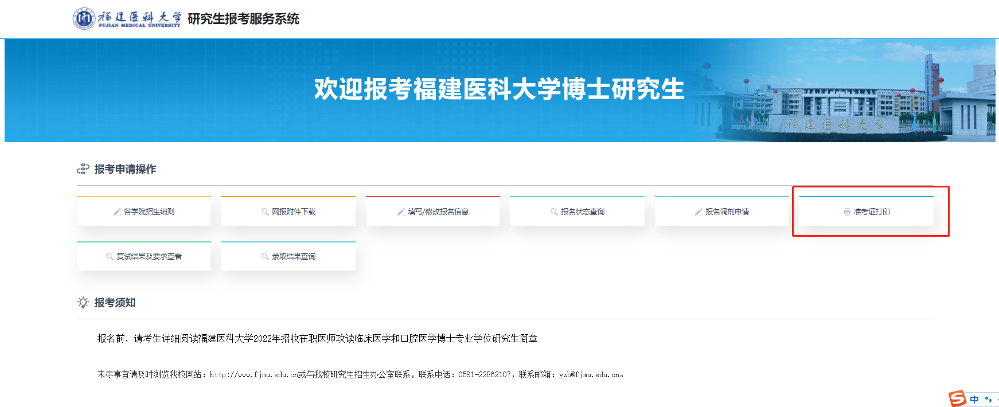 福建医科大学 研究生报考服务系统
FUJIAN MEDICAL UNIVERSITY
欢迎报考福建医科大学博士研究生
福建医科大学
报考申请操作
各学院招生细则 网报附件下载 填写/修改报名信息 报名状态查询 报名调剂申请 准考证打印
复试结果及要求查看 录取结果查询
报考须知
报名前，请考生详细阅读福建医科大学2022年招收在职医师攻读临床医学和口腔医学博士专业学位研究生简章
未尽事宜请及时浏览我校网站：http://www.fjmu.edu.cn或与我校研究生招生办公室联系，联系电话：0591-22862107，联系邮箱：yzb@fjmu.edu.cn。
S 中 °，